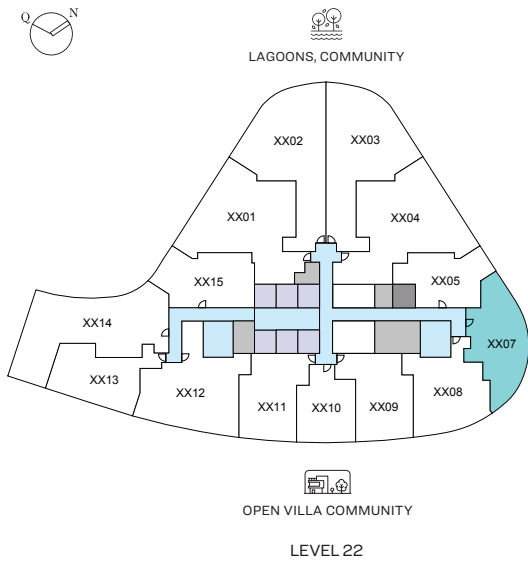 Q N
LAGOONS, COMMUNITY
XX02 XX03
XX01 XX04
XX15 XX05
XX14 XX07
XX13 XX12 XX08
XX11 XX10 XX09
OPEN VILLA COMMUNITY
LEVEL 22